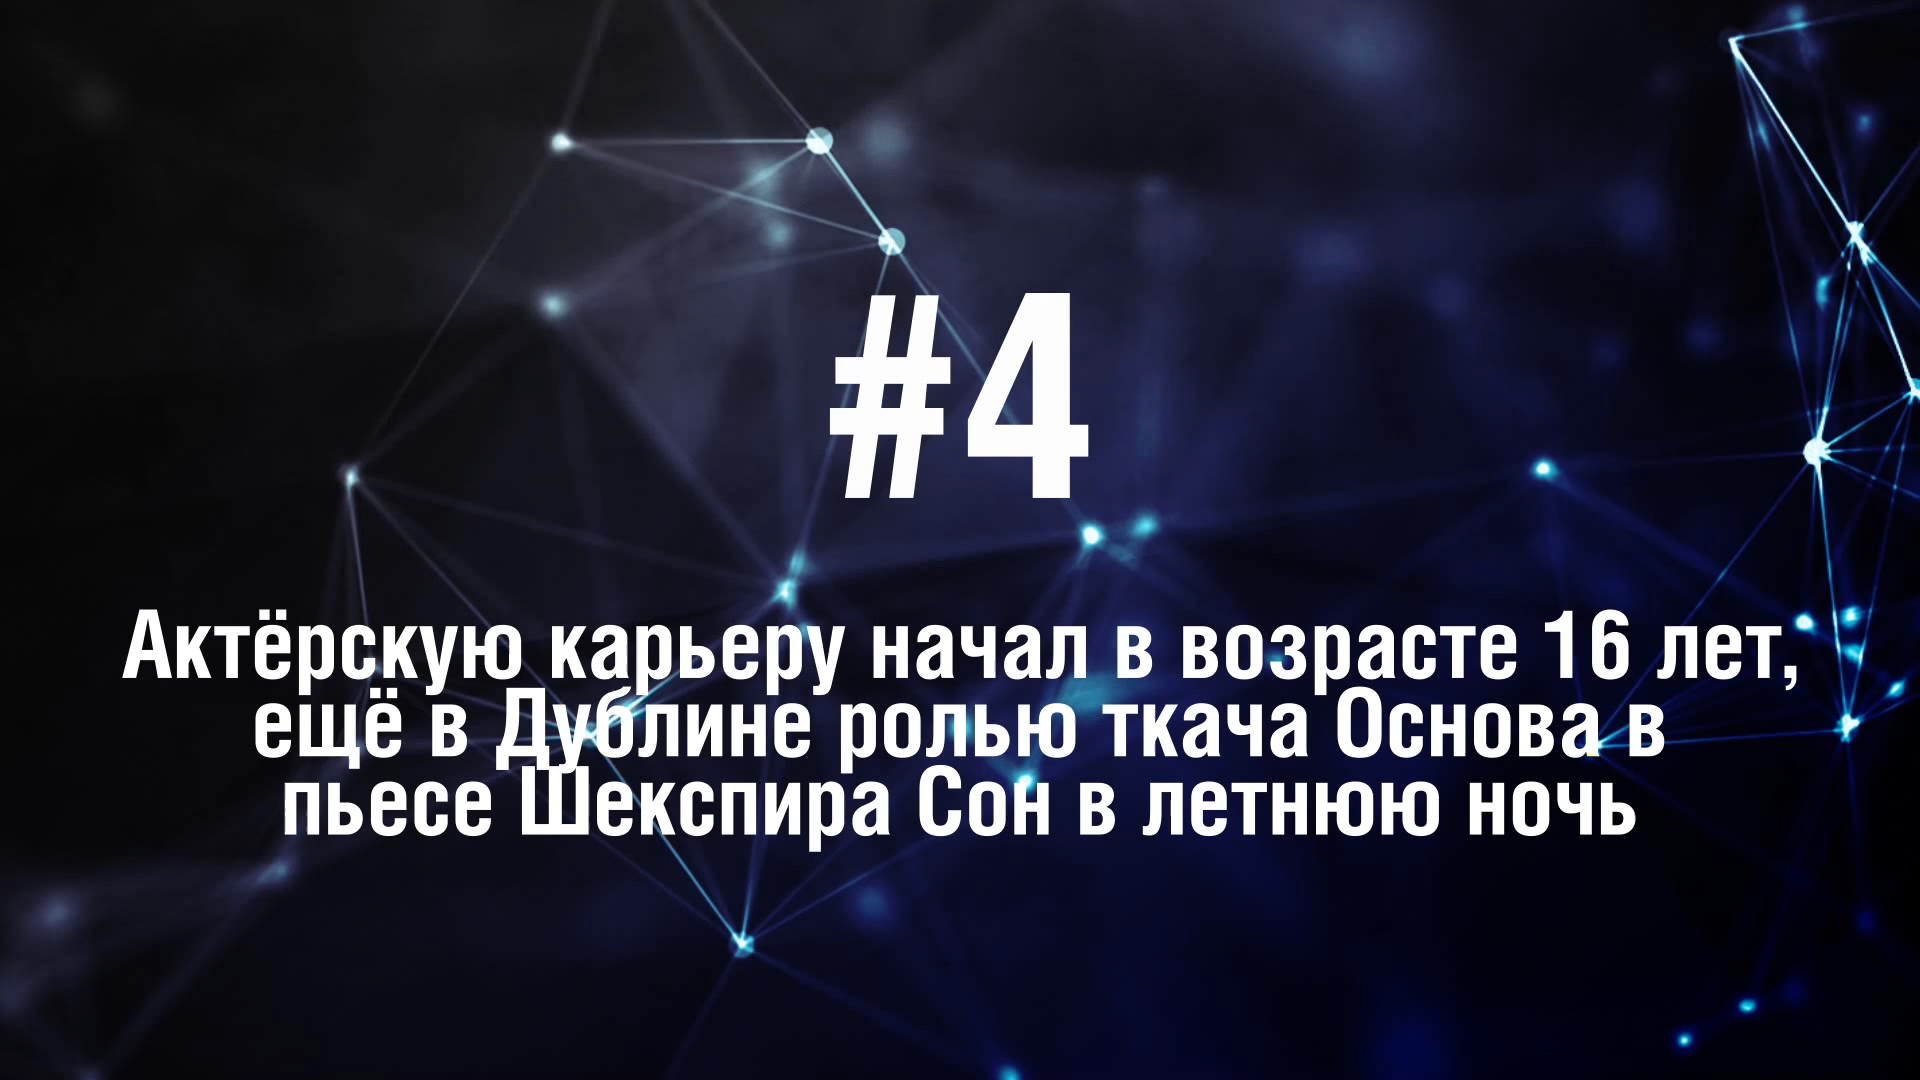 #4
Актёрскую карьеру начал в возрасте 16 лет,
ещё в Дублине ролью ткача Основа в
пьесе Шекспира Сон в летнюю ночь